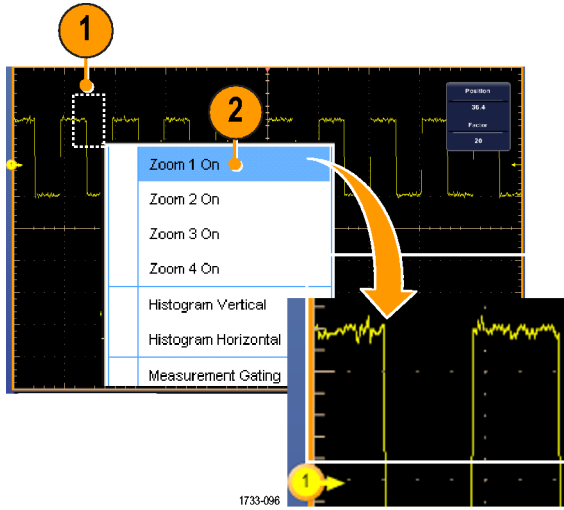 1
2
Position
36.4
Factor
20
Zoom 1 On
Zoom 2 On
Zoom 3 On
Zoom 4 On
Histogram Vertical
Histogram Horizontal
Measurement Gating
1
1733-096